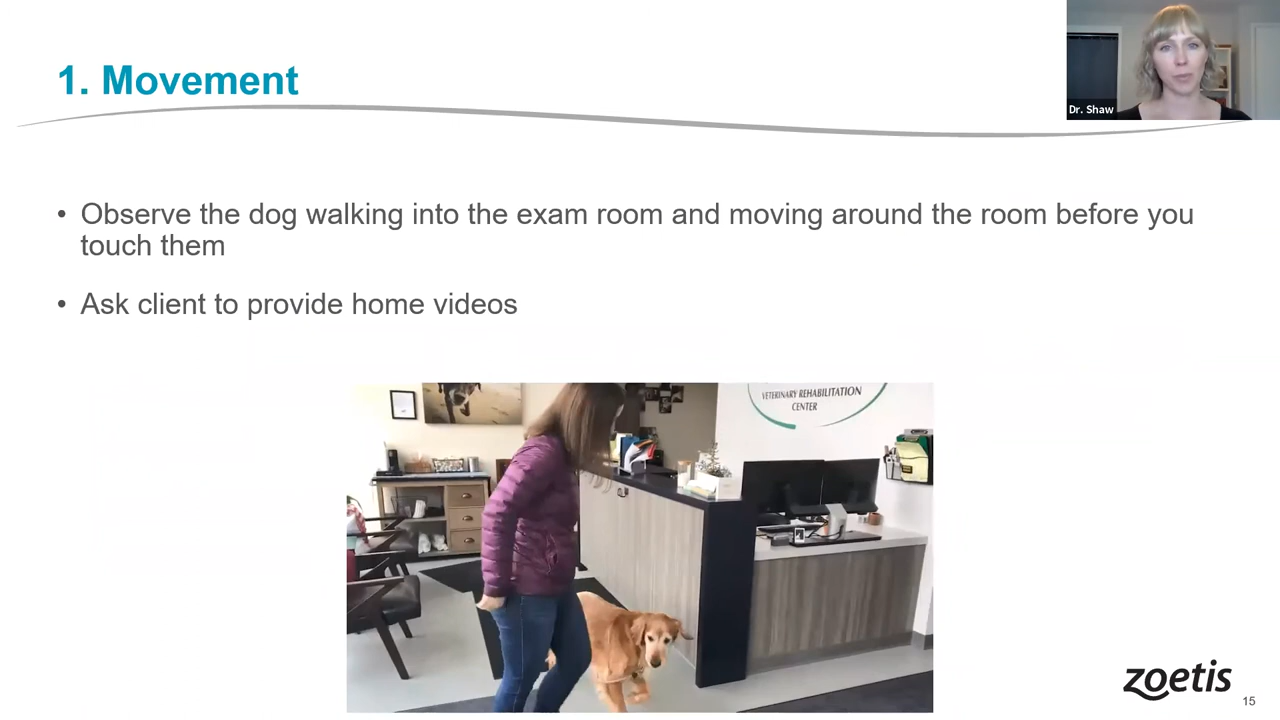 1. Movement
Dr. Shaw
• Observe the dog walking into the exam room and moving around the room before you
touch them
• Ask client to provide home videos
VETERINARY REHABILITATION
CENTER
zoetis
15